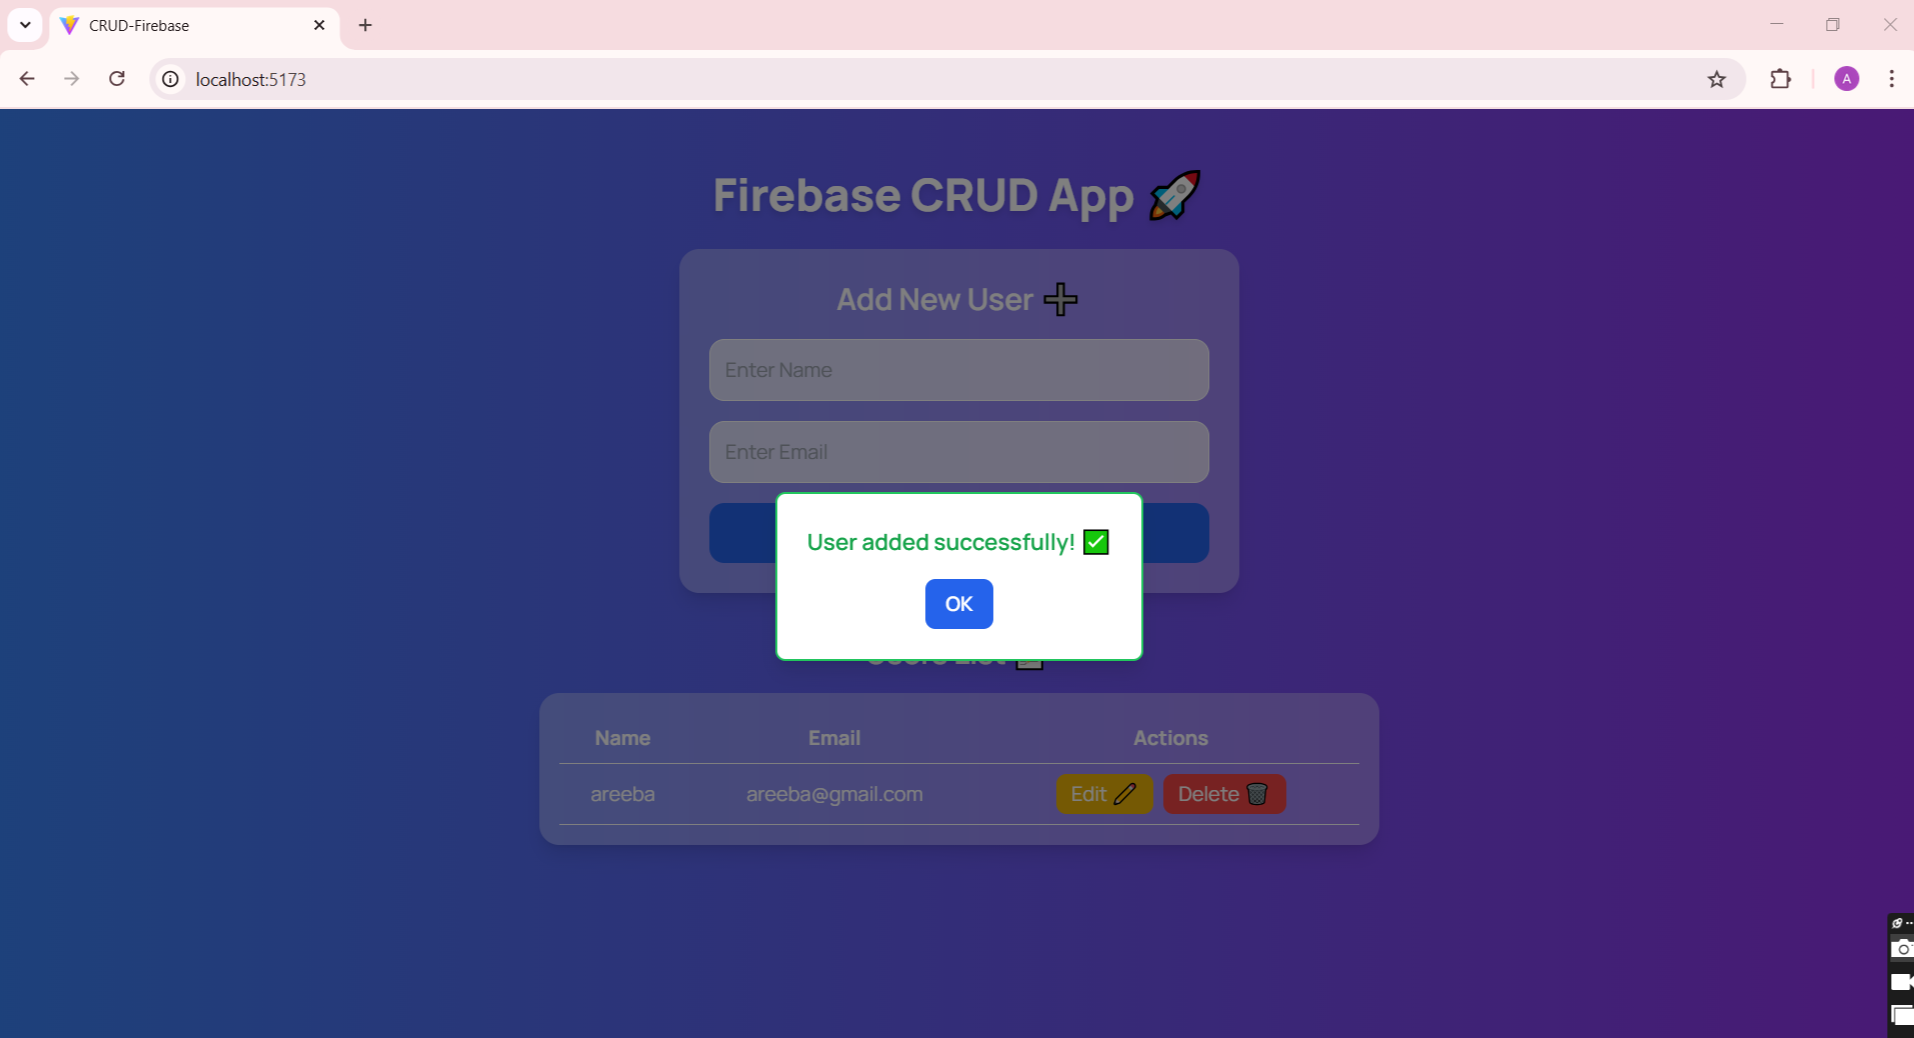 CRUD-Firebase
localhost:5173
A
Firebase CRUD App 🚀
Add New User ➕
Enter Name
Enter Email
User added successfully! ✅
OK
Name Email Actions
areeba areeba@gmail.com Edit Delete